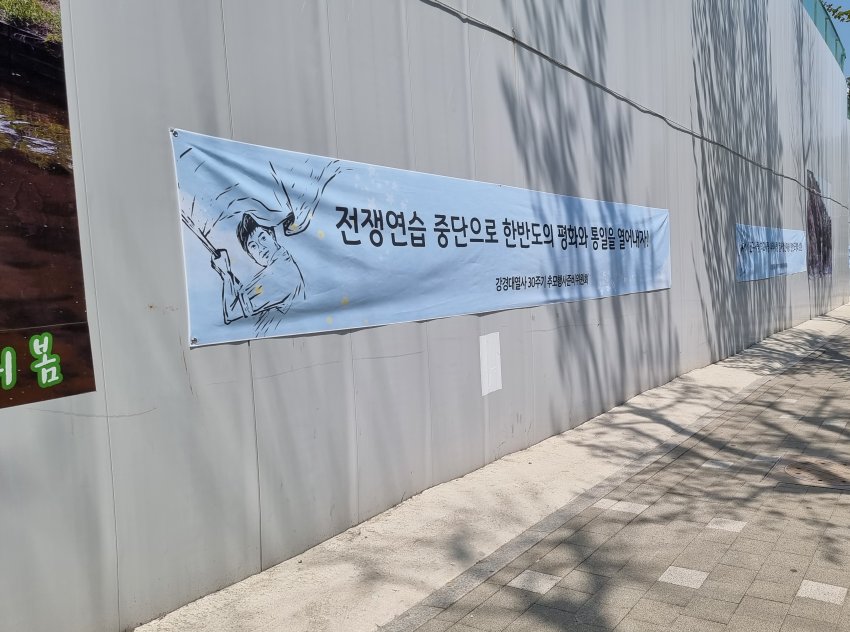 봄
전쟁연습 중단으로 한반도의 평화와 통일을 열어내자!
강경대열사 30주기 추모행사준비위원회